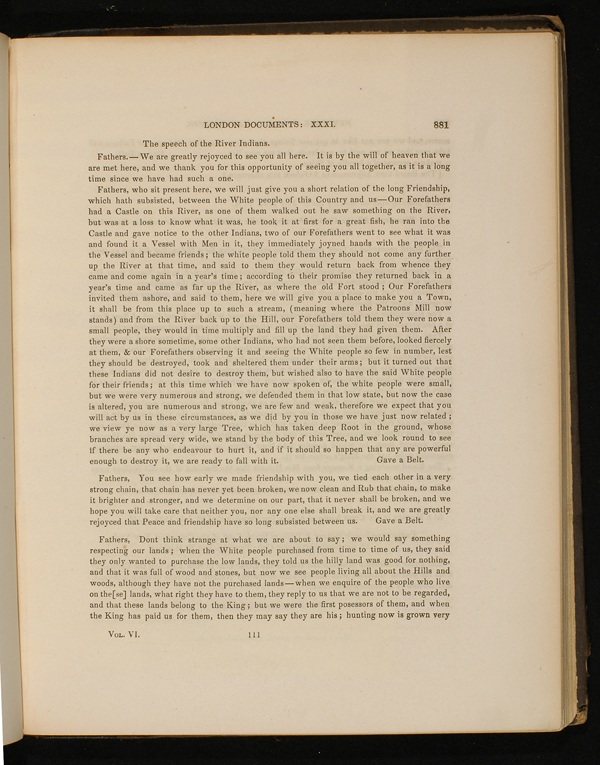 LONDON DOCUMENTS: XXXI. 881
The speech of the River Indians.
Fathers.—We are greatly rejoyced to see you all here. It is by the will of heaven that we
are met here, and we thank you for this opportunity of seeing you all together, as it is a long
time since we have had such a one.
Fathers, who sit present here, we will just give you a short relation of the long Friendship,
which hath subsisted, between the White people of this Country and us—Our Forefathers
had a Castle on this River, as one of them walked out he saw something on the River,
but was at a loss to know what it was, he took it at first for a great fish, he ran into the
Castle and gave notice to the other Indians, two of our Forefathers went to see what it was
and found it a Vessel with Men in it, they immediately joyned hands with the people in
the Vessel and became friends; the white people told them they should not come any further
up the River at that time, and said to them they would return back from whence they
came and come again in a year's time; according to their promise they returned back in a
year's time and came as far up the River, as where the old Fort stood; Our Forefathers
invited them ashore, and said to them, here we will give you a place to make you a Town,
it shall be from this place up to such a stream, (meaning where the Patroons Mill now
stands) and from the River back up to the Hill, our Forefathers told them they were now a
small people, they would in time multiply and fill up the land they had given them. After
they were a shore sometime, some other Indians, who had not seen them before, looked fiercely
at them, & our Forefathers observing it and seeing the White people so few in number, lest
they should be destroyed, took and sheltered them under their arms; but it turned out that
these Indians did not desire to destroy them, but wished also to have the said White people
for their friends; at this time which we have now spoken of, the white people were small,
but we were very numerous and strong, we defended them in that low state, but now the case
is altered, you are numerous and strong, we are few and weak, therefore we expect that you
will act by us in these circumstances, as we did by you in those we have just now related;
we view ye now as a very large Tree, which has taken deep Root in the ground, whose
branches are spread very wide, we stand by the body of this Tree, and we look round to see
if there be any who endeavour to hurt it, and if it should so happen that any are powerful
enough to destroy it, we are ready to fall with it. Gave a Belt.
Fathers, You see how early we made friendship with you, we tied each other in a very
strong chain, that chain has never yet been broken, we now clean and Rub that chain, to make
it brighter and stronger, and we determine on our part, that it never shall be broken, and we
hope you will take care that neither you, nor any one else shall break it, and we are greatly
rejoyced that Peace and friendship have so long subsisted between us. Gave a Belt.
Fathers, Dont think strange at what we are about to say; we would say something
respecting our lands; when the White people purchased from time to time of us, they said
they only wanted to purchase the low lands, they told us the hilly land was good for nothing,
and that it was full of wood and stones, but now we see people living all about the Hills and
woods, although they have not the purchased lands—when we enquire of the people who live
on the[se] lands, what right they have to them, they reply to us that we are not to be regarded,
and that these lands belong to the King; but we were the first posessors of them, and when
the King has paid us for them, then they may say they are his; hunting now is grown very
VOL. VI. 111